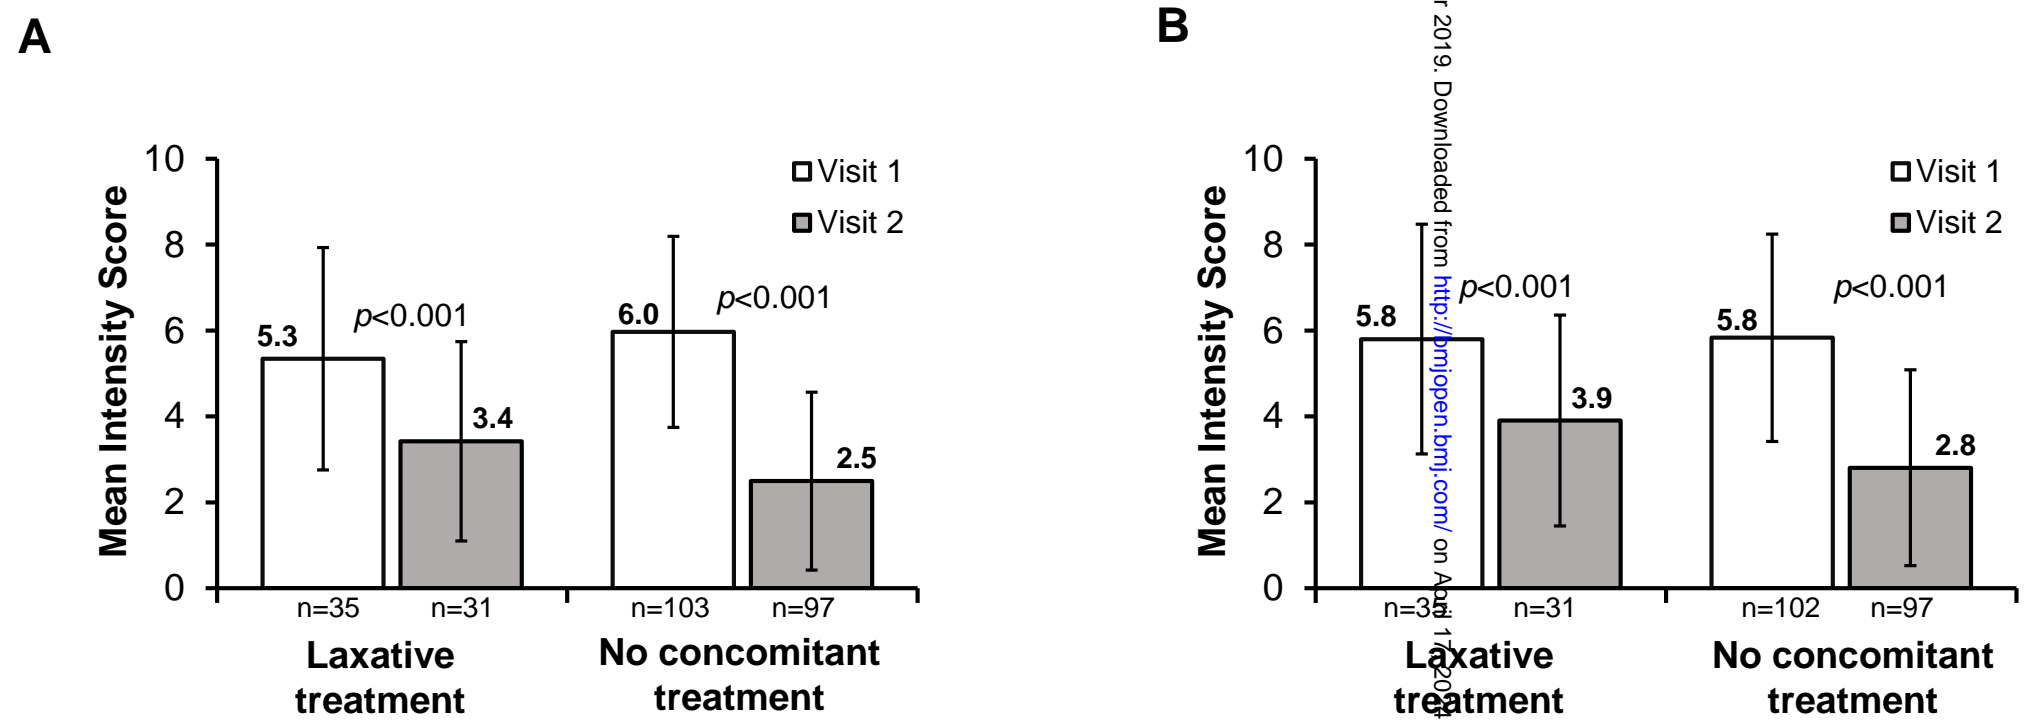 A
10
8
6
4
2
0
Mean Intensity Score
Visit 1
Visit 2
5.3
p<0.001
3.4
6.0
p<0.001
2.5
n=35
n=31
n=103
n=97
Laxative
treatment
No concomitant
treatment
B
10
8
6
4
2
0
Mean Intensity Score
Visit 1
Visit 2
5.8
p<0.001
3.9
5.8
p<0.001
2.8
n=35
n=31
n=102
n=97
Laxative
treatment
No concomitant
treatment
2019. Downloaded from http://bmjopen.bmj.com/ on April 17, 2024